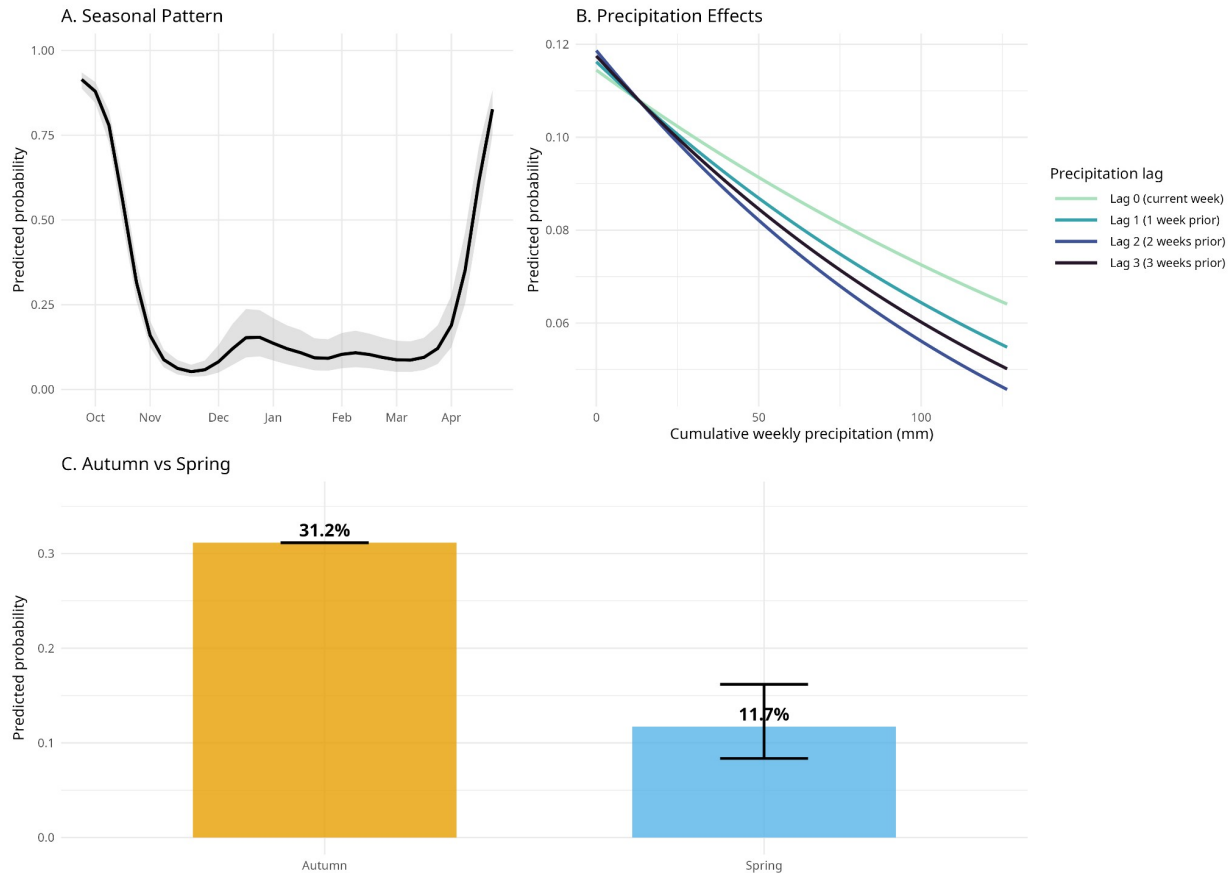 A. Seasonal Pattern
Predicted probability
1.00
0.75
0.50
0.25
0.00
Oct Nov Dec Jan Feb Mar Apr
B. Precipitation Effects
Predicted probability
0.12
0.10
0.08
0.06
0 50 100
Cumulative weekly precipitation (mm)
Precipitation lag
Lag 0 (current week)
Lag 1 (1 week prior)
Lag 2 (2 weeks prior)
Lag 3 (3 weeks prior)
C. Autumn vs Spring
Predicted probability
0.3
0.2
0.1
0.0
31.2%
11.7%
Autumn Spring